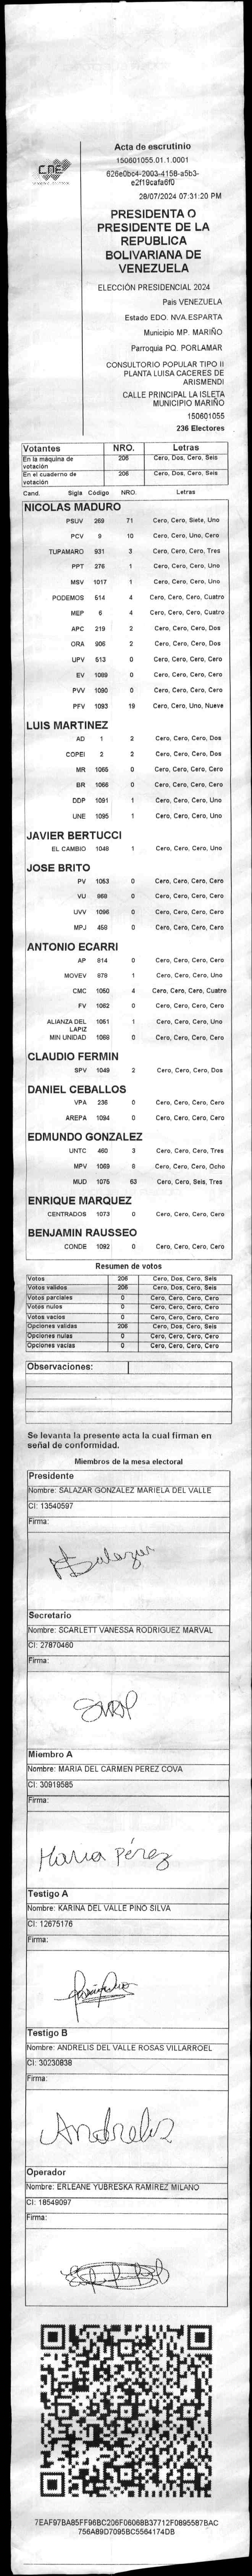 CNE
Acta de escrutinio
150601055.01.1.0001
626e0bc4-2003-4158-a5b3-
e2f19cafa6f0
28/07/2024 07:31:20 PM
PRESIDENTA O
PRESIDENTE DE LA
REPUBLICA
BOLIVARIANA DE
VENEZUELA
ELECCIÓN PRESIDENCIAL 2024
País VENEZUELA
Estado EDO. NVA.ESPARTA
Municipio MP. MARIÑO
Parroquia PQ. PORLAMAR
CONSULTORIO POPULAR TIPO II
PLANTA LUISA CACERES DE
ARISMENDI
CALLE PRINCIPAL LA ISLETA
MUNICIPIO MARIÑO
150601055
236 Electores
Votantes NRO. Letras
En la máquina de votación 206 Cero, Dos, Cero, Seis
En el cuaderno de votación 206 Cero, Dos, Cero, Seis
Cand. Sigla Código NRO. Letras
NICOLAS MADURO
PSUV 269 71 Cero, Cero, Siete, Uno
PCV 9 10 Cero, Cero, Uno, Cero
TUPAMARO 931 3 Cero, Cero, Cero, Tres
PPT 276 1 Cero, Cero, Cero, Uno
MSV 1017 1 Cero, Cero, Cero, Uno
PODEMOS 514 4 Cero, Cero, Cero, Cuatro
MEP 6 4 Cero, Cero, Cero, Cuatro
APC 219 2 Cero, Cero, Cero, Dos
ORA 906 2 Cero, Cero, Cero, Dos
UPV 513 0 Cero, Cero, Cero, Cero
EV 1089 0 Cero, Cero, Cero, Cero
PVV 1090 0 Cero, Cero, Cero, Cero
PFV 1093 19 Cero, Cero, Uno, Nueve
LUIS MARTINEZ
AD 1 2 Cero, Cero, Cero, Dos
COPEI 2 2 Cero, Cero, Cero, Dos
MR 1065 0 Cero, Cero, Cero, Cero
BR 1066 0 Cero, Cero, Cero, Cero
DDP 1091 1 Cero, Cero, Cero, Uno
UNE 1095 1 Cero, Cero, Cero, Uno
JAVIER BERTUCCI
EL CAMBIO 1048 1 Cero, Cero, Cero, Uno
JOSE BRITO
PV 1053 0 Cero, Cero, Cero, Cero
VU 868 0 Cero, Cero, Cero, Cero
UVV 1096 0 Cero, Cero, Cero, Cero
MPJ 458 0 Cero, Cero, Cero, Cero
ANTONIO ECARRI
AP 814 0 Cero, Cero, Cero, Cero
MOVEV 878 1 Cero, Cero, Cero, Uno
CMC 1050 4 Cero, Cero, Cero, Cuatro
FV 1062 0 Cero, Cero, Cero, Cero
ALIANZA DEL LAPIZ 1051 1 Cero, Cero, Cero, Uno
MIN UNIDAD 1068 0 Cero, Cero, Cero, Cero
CLAUDIO FERMIN
SPV 1049 2 Cero, Cero, Cero, Dos
DANIEL CEBALLOS
VPA 236 0 Cero, Cero, Cero, Cero
AREPA 1094 0 Cero, Cero, Cero, Cero
EDMUNDO GONZALEZ
UNTC 460 3 Cero, Cero, Cero, Tres
MPV 1069 8 Cero, Cero, Cero, Ocho
MUD 1075 63 Cero, Cero, Seis, Tres
ENRIQUE MARQUEZ
CENTRADOS 1073 0 Cero, Cero, Cero, Cero
BENJAMIN RAUSSEO
CONDE 1092 0 Cero, Cero, Cero, Cero
Resumen de votos
Votos 206 Cero, Dos, Cero, Seis
Votos validos 206 Cero, Dos, Cero, Seis
Votos parciales 0 Cero, Cero, Cero, Cero
Votos nulos 0 Cero, Cero, Cero, Cero
Votos vacios 0 Cero, Cero, Cero, Cero
Opciones validas 206 Cero, Dos, Cero, Seis
Opciones nulas 0 Cero, Cero, Cero, Cero
Opciones vacias 0 Cero, Cero, Cero, Cero
Observaciones:
Se levanta la presente acta la cual firman en
señal de conformidad.
Miembros de la mesa electoral
Presidente
Nombre: SALAZAR GONZALEZ MARIELA DEL VALLE
CI: 13540597
Firma:
Salazar
Secretario
Nombre: SCARLETT VANESSA RODRIGUEZ MARVAL
CI: 27870460
Firma:
Miembro A
Nombre: MARIA DEL CARMEN PEREZ COVA
CI: 30919585
Firma:
Maria Pérez
Testigo A
Nombre: KARINA DEL VALLE PINO SILVA
CI: 12675176
Firma:
Testigo B
Nombre: ANDRELIS DEL VALLE ROSAS VILLARROEL
CI: 30230838
Firma:
Andrelis
Operador
Nombre: ERLEANE YUBRESKA RAMIREZ MILANO
CI: 18549097
Firma:
7EAF97BA85FF96BC206F06068B37712F0895587BAC
756A89D7095BC5564174DB